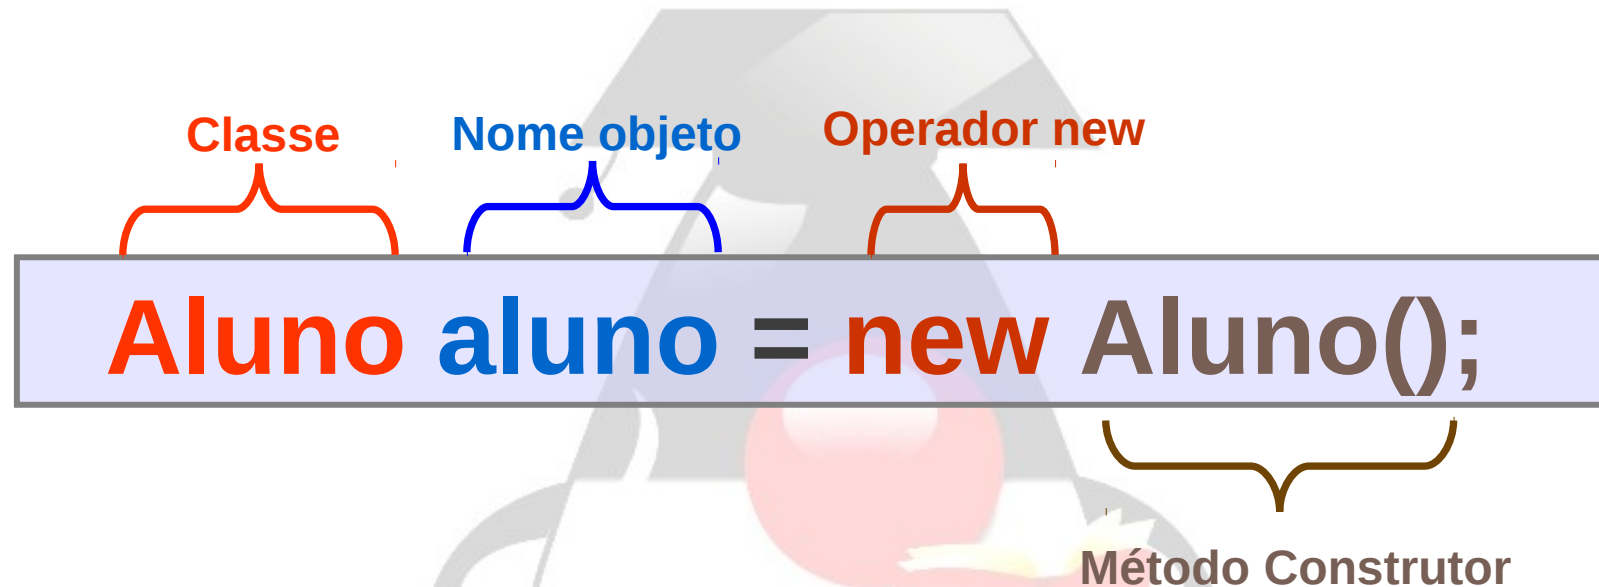 Classe Nome objeto Operador new
Aluno aluno = new Aluno();
Método Construtor